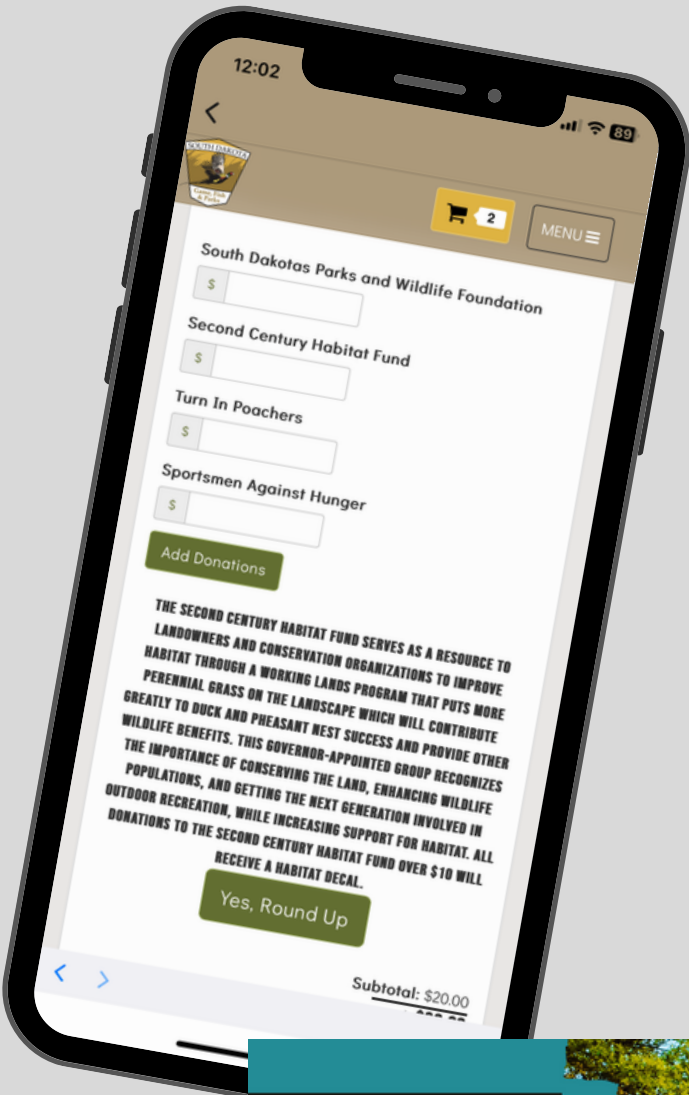 12:02
89
SOUTH DAKOTA
Game, Fish
& Parks
2
MENU
South Dakotas Parks and Wildlife Foundation
$
Second Century Habitat Fund
$
Turn In Poachers
$
Sportsmen Against Hunger
$
Add Donations
THE SECOND CENTURY HABITAT FUND SERVES AS A RESOURCE TO
LANDOWNERS AND CONSERVATION ORGANIZATIONS TO IMPROVE
HABITAT THROUGH A WORKING LANDS PROGRAM THAT PUTS MORE
PERENNIAL GRASS ON THE LANDSCAPE WHICH WILL CONTRIBUTE
GREATLY TO DUCK AND PHEASANT NEST SUCCESS AND PROVIDE OTHER
WILDLIFE BENEFITS. THIS GOVERNOR-APPOINTED GROUP RECOGNIZES
THE IMPORTANCE OF CONSERVING THE LAND, ENHANCING WILDLIFE
POPULATIONS, AND GETTING THE NEXT GENERATION INVOLVED IN
OUTDOOR RECREATION, WHILE INCREASING SUPPORT FOR HABITAT. ALL
DONATIONS TO THE SECOND CENTURY HABITAT FUND OVER $10 WILL
RECEIVE A HABITAT DECAL.
Yes, Round Up
Subtotal: $20.00